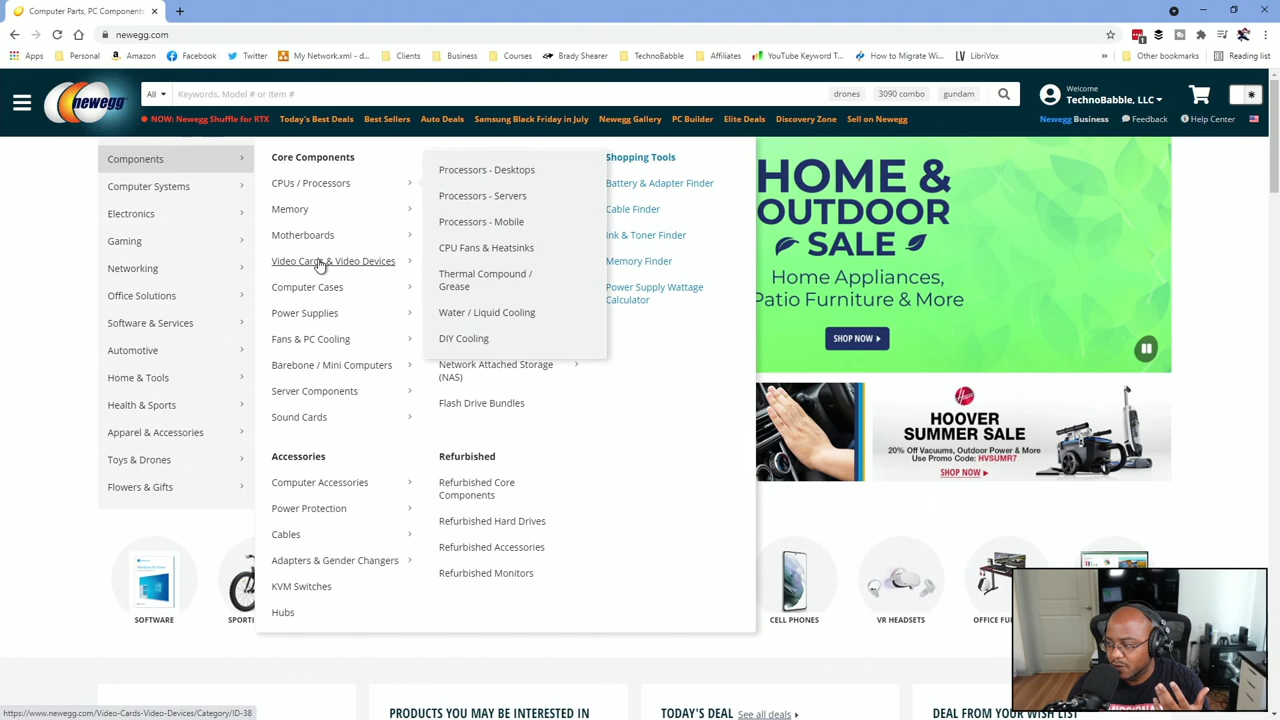 Computer Parts, PC Components
newegg.com
Apps
Personal
Amazon
Facebook
Twitter
My Network.xml - d...
Clients
Business
Courses
Brady Shearer
TechnoBabble
Affiliates
YouTube Keyword T...
How to Migrate Wi...
LibriVox
»
Other bookmarks
Reading list
newegg
All
Keywords, Model # or Item #
drones
3090 combo
gundam
Welcome
TechnoBabble, LLC
NOW: Newegg Shuffle for RTX
Today's Best Deals
Best Sellers
Auto Deals
Samsung Black Friday in July
Newegg Gallery
PC Builder
Elite Deals
Discovery Zone
Sell on Newegg
Newegg Business
Feedback
Help Center
Components
Computer Systems
Electronics
Gaming
Networking
Office Solutions
Software & Services
Automotive
Home & Tools
Health & Sports
Apparel & Accessories
Toys & Drones
Flowers & Gifts
Core Components
CPUs / Processors
Memory
Motherboards
Video Cards & Video Devices
Computer Cases
Power Supplies
Fans & PC Cooling
Barebone / Mini Computers
Server Components
Sound Cards
Accessories
Computer Accessories
Power Protection
Cables
Adapters & Gender Changers
KVM Switches
Hubs
Processors - Desktops
Processors - Servers
Processors - Mobile
CPU Fans & Heatsinks
Thermal Compound /
Grease
Water / Liquid Cooling
DIY Cooling
Network Attached Storage
(NAS)
Flash Drive Bundles
Refurbished
Refurbished Core
Components
Refurbished Hard Drives
Refurbished Accessories
Refurbished Monitors
Shopping Tools
Battery & Adapter Finder
Cable Finder
Ink & Toner Finder
Memory Finder
Power Supply Wattage
Calculator
HOME &
OUTDOOR
SALE
Home Appliances,
Patio Furniture & More
SHOP NOW
HOOVER
SUMMER SALE
20% Off Vacuums, Outdoor Power & More
Use Promo Code: HVSUMR7
SHOP NOW
SOFTWARE
SPORTI
CELL PHONES
VR HEADSETS
OFFICE FU
PRODUCTS YOU MAY BE INTERESTED IN
TODAY'S DEAL
See all deals
DEAL FROM YOUR WISH LIST
https://www.newegg.com/Video-Cards-Video-Devices/Category/ID-38